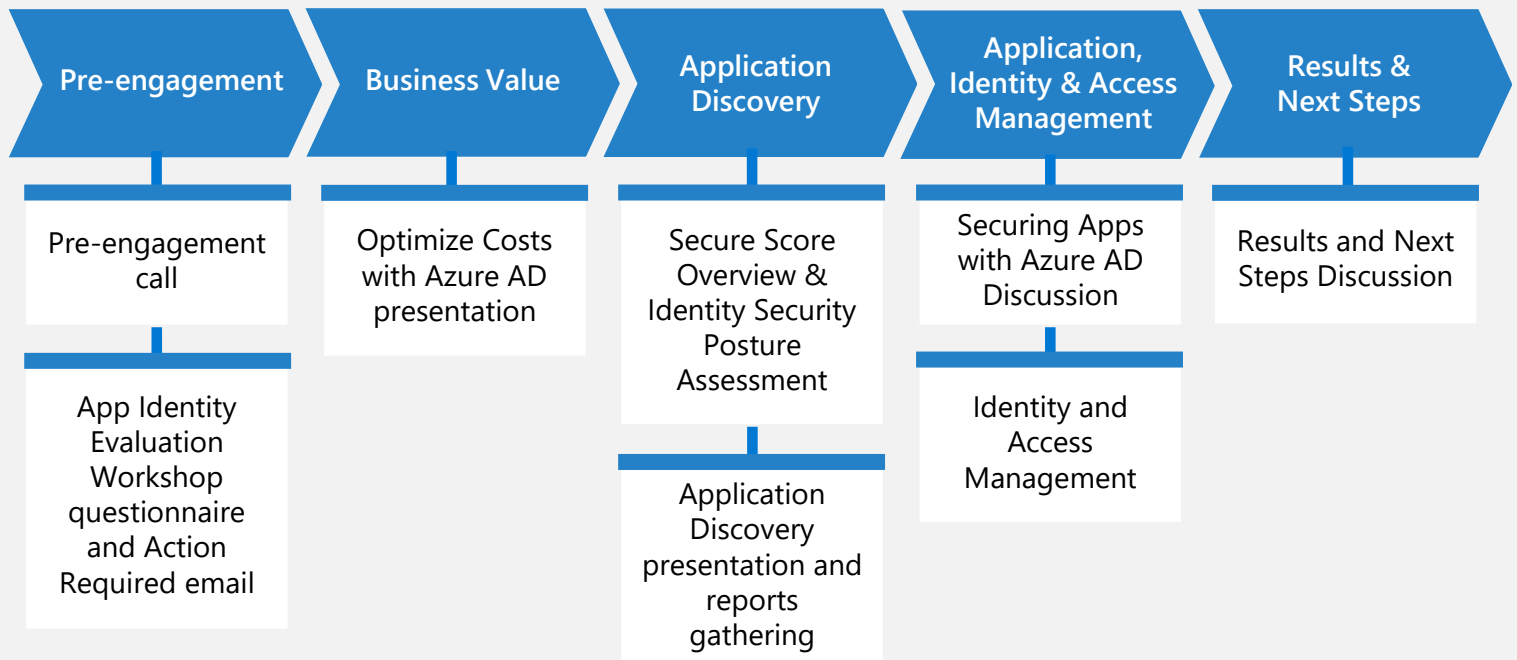 Pre-engagement
Business Value
Application
Discovery
Application,
Identity & Access
Management
Results &
Next Steps
Pre-engagement
call
App Identity
Evaluation
Workshop
questionnaire
and Action
Required email
Optimize Costs
with Azure AD
presentation
Secure Score
Overview &
Identity Security
Posture
Assessment
Application
Discovery
presentation and
reports
gathering
Securing Apps
with Azure AD
Discussion
Identity and
Access
Management
Results and Next
Steps Discussion